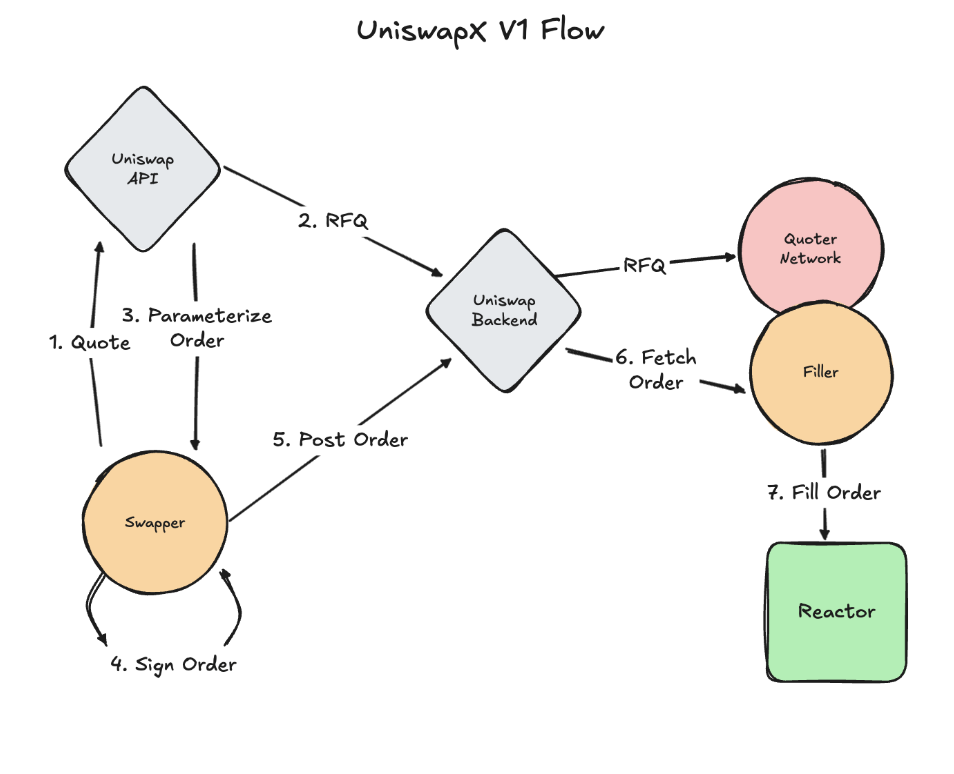 UniswapX V1 Flow
Uniswap
API
2. RFQ
Quoter
Network
RFQ
Uniswap
Backend
3. Parameterize
Order
1. Quote
6. Fetch
Order
Filler
5. Post Order
7. Fill Order
Swapper
Reactor
4. Sign Order